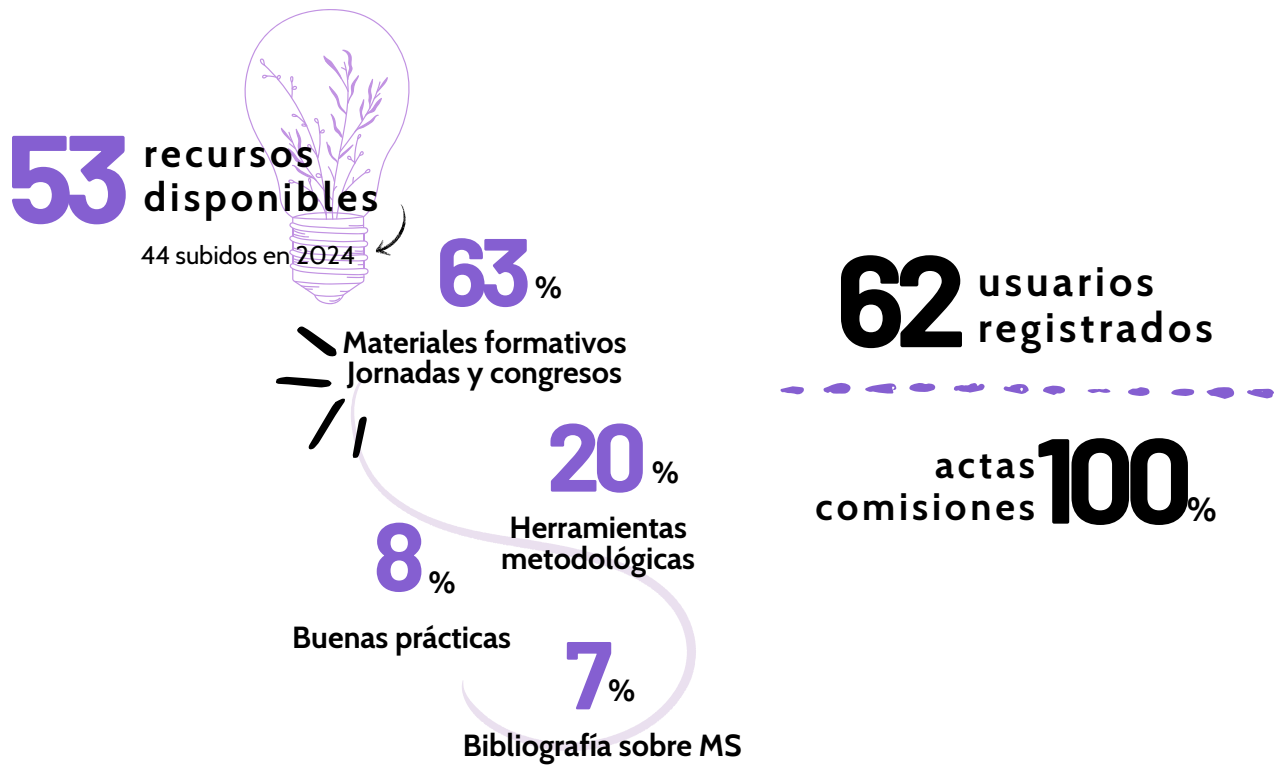 53 recursos
disponibles
44 subidos en 2024
63 %
Materiales formativos
Jornadas y congresos
20 %
Herramientas
metodológicas
8 %
Buenas prácticas
7 %
Bibliografía sobre MS
62 usuarios
registrados
actas
comisiones 100%